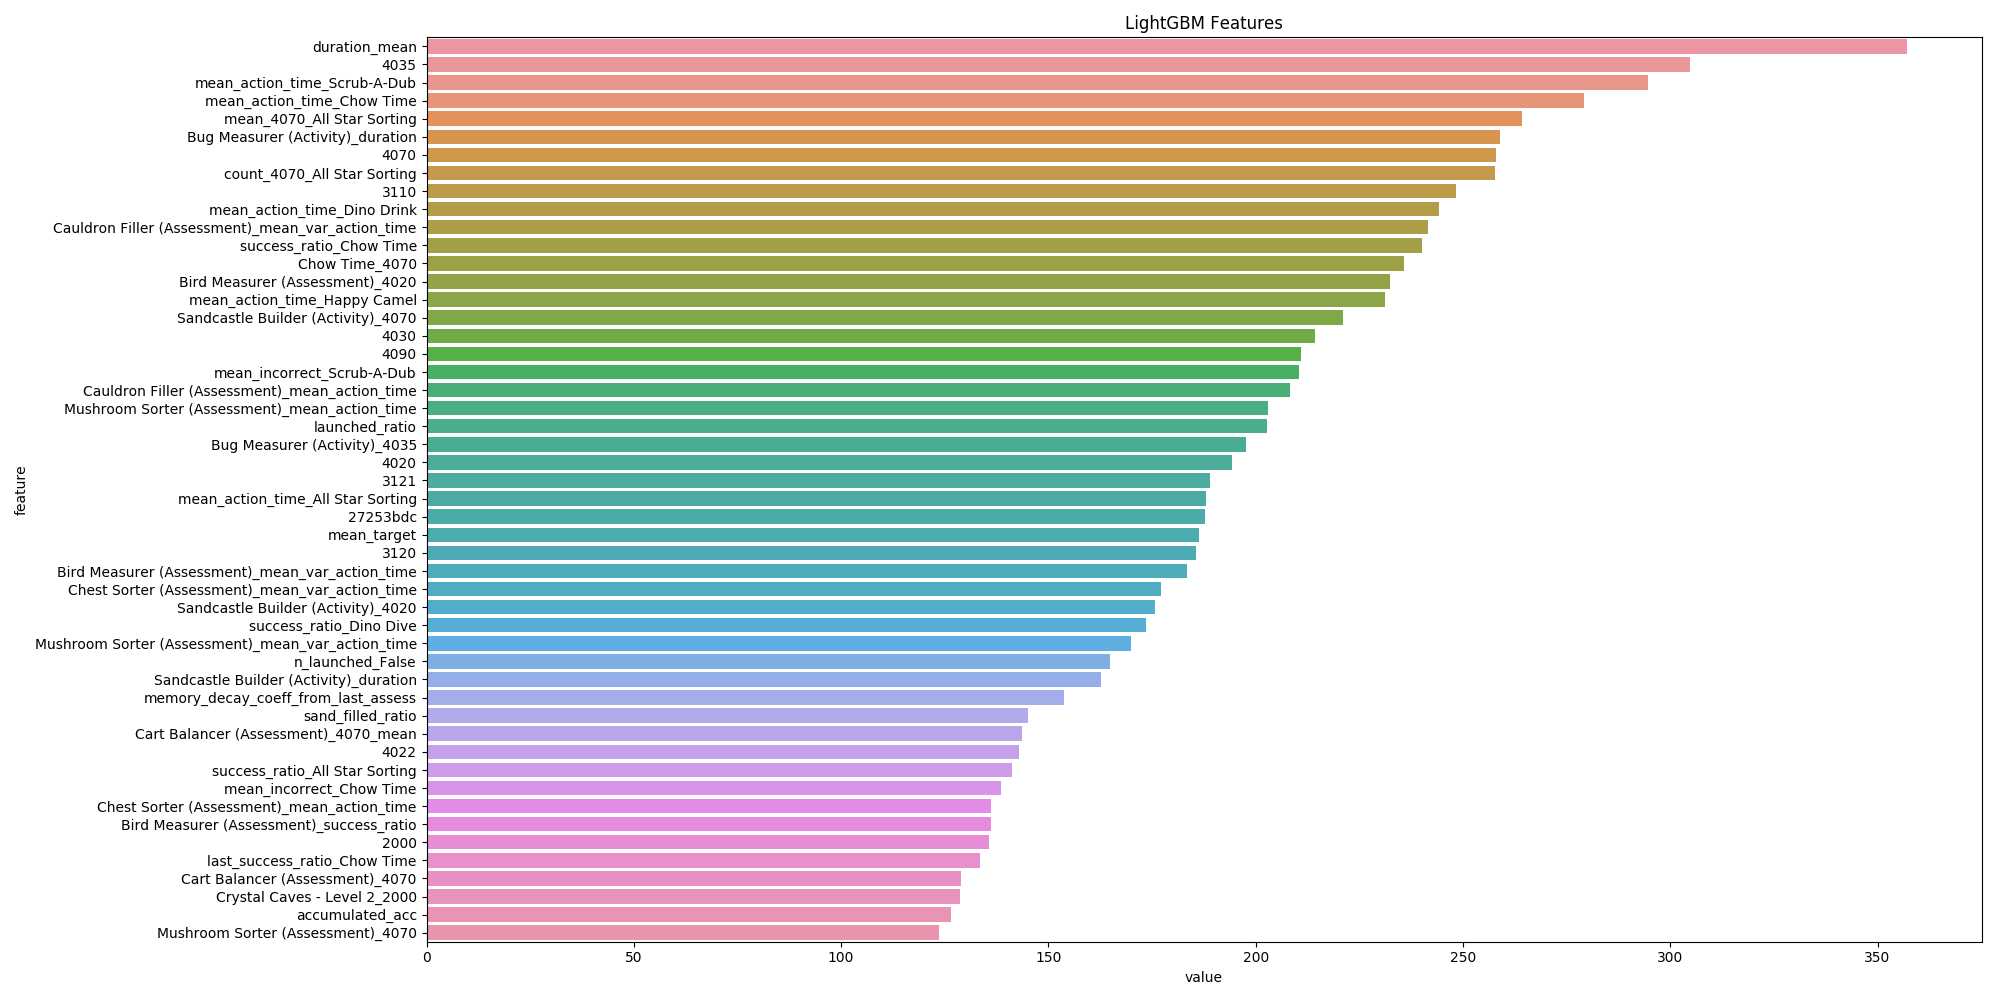 LightGBM Features
duration_mean
4035
mean_action_time_Scrub-A-Dub
mean_action_time_Chow Time
mean_4070_All Star Sorting
Bug Measurer (Activity)_duration
4070
count_4070_All Star Sorting
3110
mean_action_time_Dino Drink
Cauldron Filler (Assessment)_mean_var_action_time
success_ratio_Chow Time
Chow Time_4070
Bird Measurer (Assessment)_4020
mean_action_time_Happy Camel
Sandcastle Builder (Activity)_4070
4030
4090
mean_incorrect_Scrub-A-Dub
Cauldron Filler (Assessment)_mean_action_time
Mushroom Sorter (Assessment)_mean_action_time
launched_ratio
Bug Measurer (Activity)_4035
4020
3121
mean_action_time_All Star Sorting
27253bdc
mean_target
3120
Bird Measurer (Assessment)_mean_var_action_time
Chest Sorter (Assessment)_mean_var_action_time
Sandcastle Builder (Activity)_4020
success_ratio_Dino Dive
Mushroom Sorter (Assessment)_mean_var_action_time
n_launched_False
Sandcastle Builder (Activity)_duration
memory_decay_coeff_from_last_assess
sand_filled_ratio
Cart Balancer (Assessment)_4070_mean
4022
success_ratio_All Star Sorting
mean_incorrect_Chow Time
Chest Sorter (Assessment)_mean_action_time
Bird Measurer (Assessment)_success_ratio
2000
last_success_ratio_Chow Time
Cart Balancer (Assessment)_4070
Crystal Caves - Level 2_2000
accumulated_acc
Mushroom Sorter (Assessment)_4070
feature
0 50 100 150 200 250 300 350
value